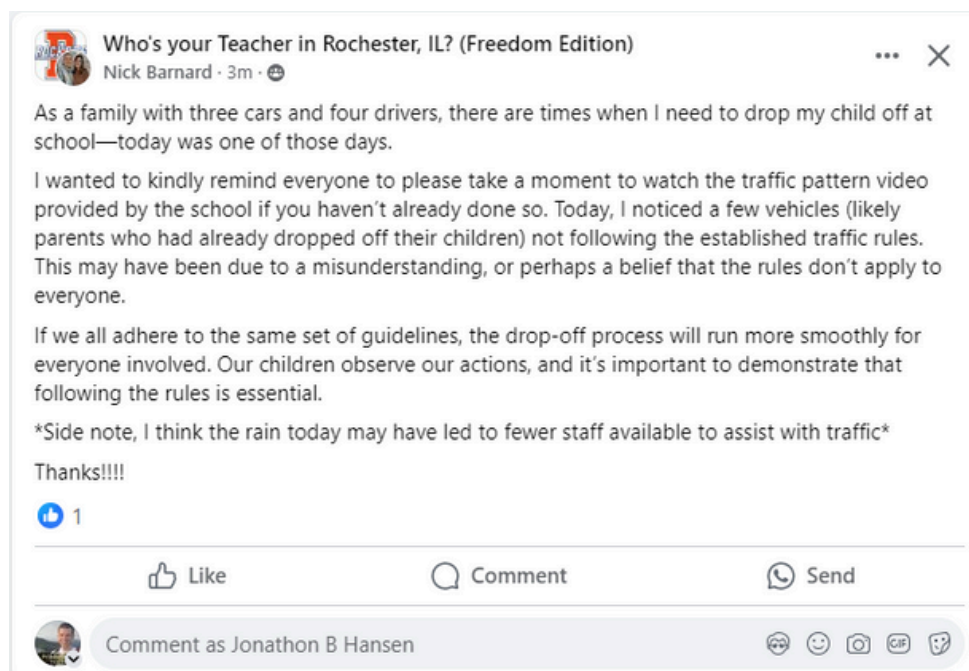 Who's your Teacher in Rochester, IL? (Freedom Edition)
Nick Barnard · 3m ·
As a family with three cars and four drivers, there are times when I need to drop my child off at
school—today was one of those days.
I wanted to kindly remind everyone to please take a moment to watch the traffic pattern video
provided by the school if you haven't already done so. Today, I noticed a few vehicles (likely
parents who had already dropped off their children) not following the established traffic rules.
This may have been due to a misunderstanding, or perhaps a belief that the rules don't apply to
everyone.
If we all adhere to the same set of guidelines, the drop-off process will run more smoothly for
everyone involved. Our children observe our actions, and it's important to demonstrate that
following the rules is essential.
*Side note, I think the rain today may have led to fewer staff available to assist with traffic*
Thanks!!!!
1
Like
Comment
Send
Comment as Jonathon B Hansen
GIF